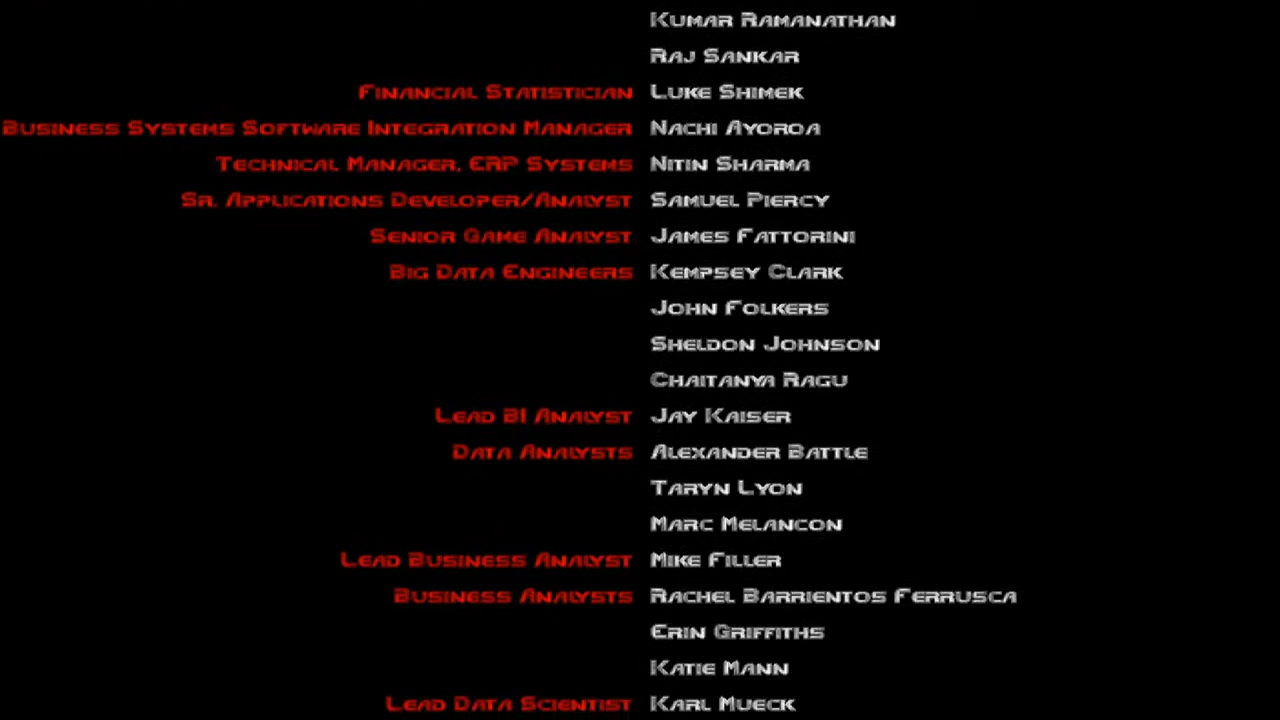 Kumar Ramanathan
Raj Sankar
Financial Statistician Luke Shimek
Business Systems Software Integration Manager Nachi Ayoroa
Technical Manager, ERP Systems Nitin Sharma
Sr. Applications Developer/Analyst Samuel Piercy
Senior Game Analyst James Fattorini
Big Data Engineers Kempsey Clark
John Folkers
Sheldon Johnson
Chaitanya Ragu
Lead BI Analyst Jay Kaiser
Data Analysts Alexander Battle
Taryn Lyon
Marc Melancon
Lead Business Analyst Mike Filler
Business Analysts Rachel Barrientos Ferrusca
Erin Griffiths
Katie Mann
Lead Data Scientist Karl Mueck